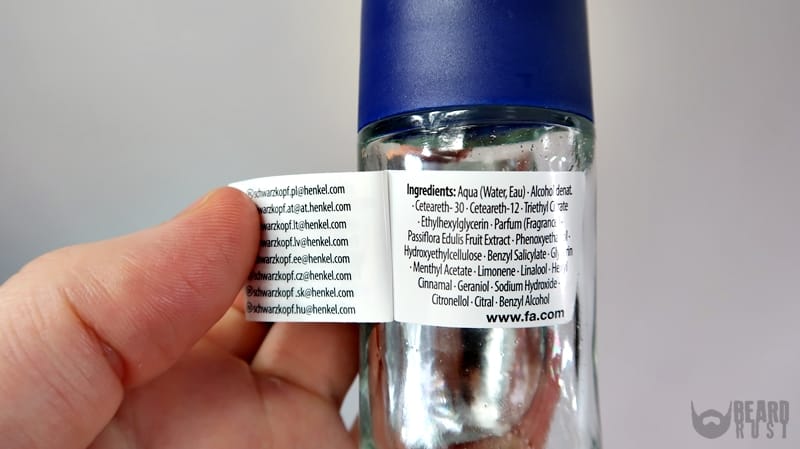 schwarzkopf.pl@henkel.com
schwarzkopf.at@at.henkel.com
schwarzkopf.lt@henkel.com
schwarzkopf.lv@henkel.com
schwarzkopf.ee@henkel.com
schwarzkopf.cz@henkel.com
schwarzkopf .sk@henkel.com
schwarzkopf.hu@henkel.com
Ingredients: Aqua (Water, Eau) · Alcohol denat.
· Ceteareth- 30 · Ceteareth-12 · Triethyl Citrate
· Ethylhexylglycerin · Parfum (Fragrance) ·
Passiflora Edulis Fruit Extract · Phenoxyethanol ·
Hydroxyethylcellulose · Benzyl Salicylate · Glycerin
· Menthyl Acetate · Limonene · Linalool · Hexyl
Cinnamal · Geraniol · Sodium Hydroxide ·
Citronellol · Citral · Benzyl Alcohol
www.fa.com
BEARD
RUST